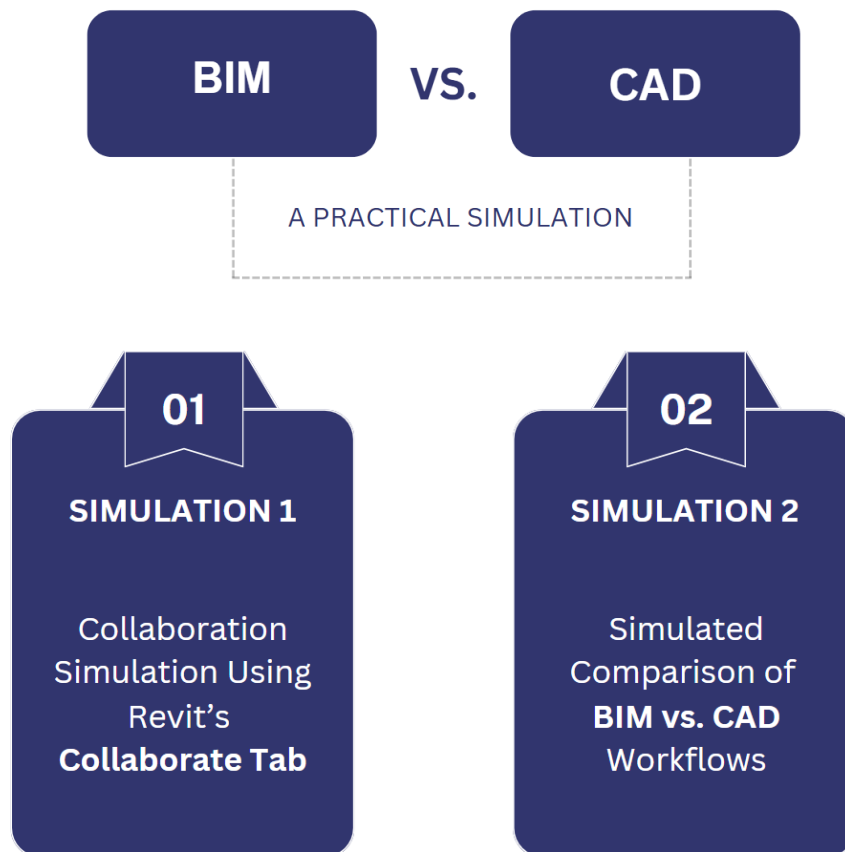 BIM
VS.
CAD
A PRACTICAL SIMULATION
01
SIMULATION 1
Collaboration
Simulation Using
Revit’s
Collaborate Tab
02
SIMULATION 2
Simulated
Comparison of
BIM vs. CAD
Workflows